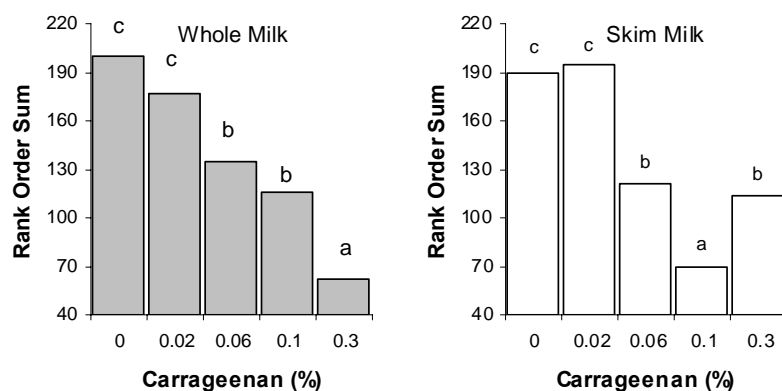 Whole Milk
Rank Order Sum
220
190
160
130
100
70
40
c
c
b
b
a
0 0.02 0.06 0.1 0.3
Carrageenan (%)
Skim Milk
Rank Order Sum
220
190
160
130
100
70
40
c
c
b
a
b
0 0.02 0.06 0.1 0.3
Carrageenan (%)